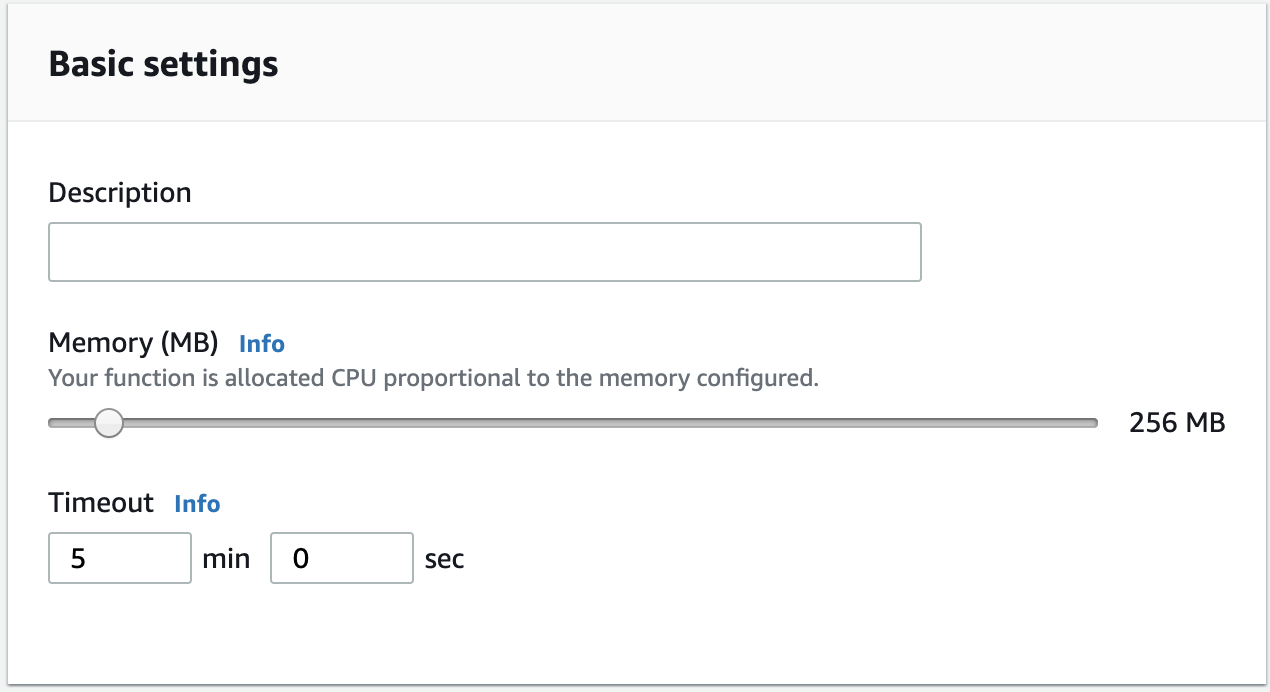 Basic settings
Description
Memory (MB) Info
Your function is allocated CPU proportional to the memory configured.
256 MB
Timeout Info
5 min 0 sec